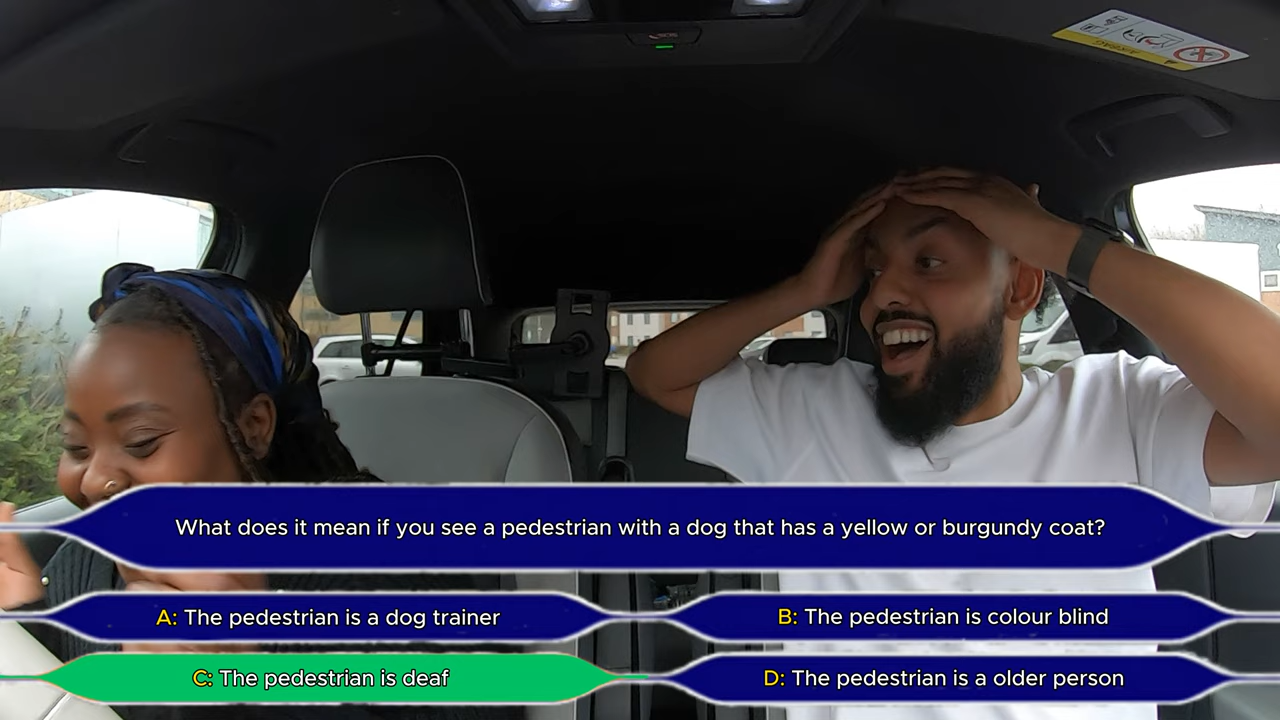 What does it mean if you see a pedestrian with a dog that has a yellow or burgundy coat?
A: The pedestrian is a dog trainer
B: The pedestrian is colour blind
C: The pedestrian is deaf
D: The pedestrian is a older person